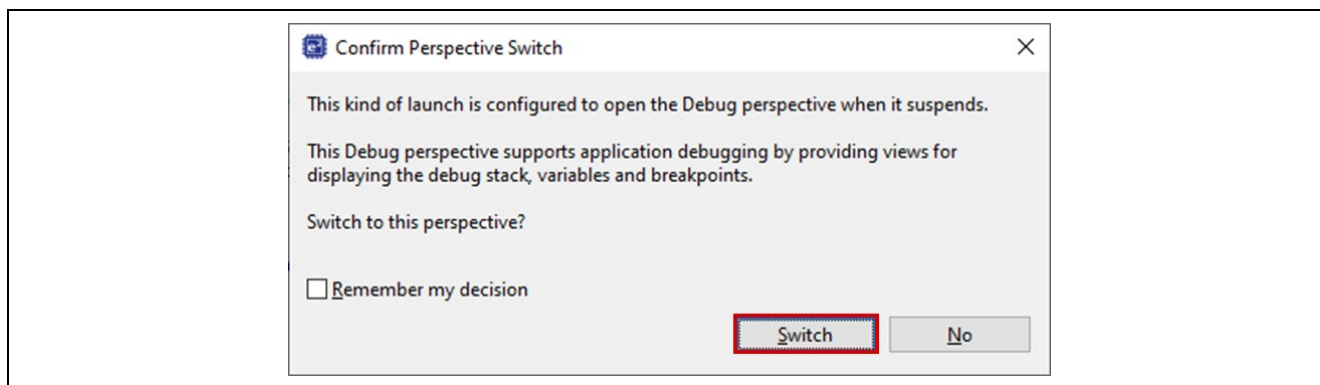 Confirm Perspective Switch
This kind of launch is configured to open the Debug perspective when it suspends.
This Debug perspective supports application debugging by providing views for
displaying the debug stack, variables and breakpoints.
Switch to this perspective?
Remember my decision
Switch
No